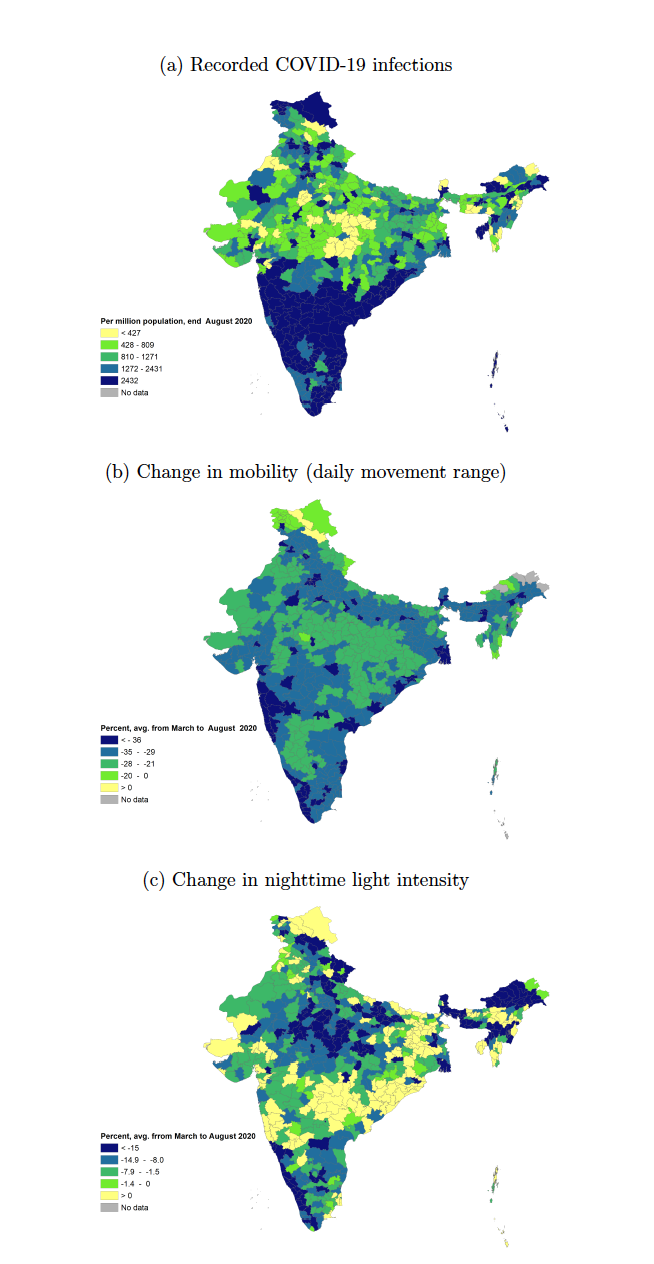 (a) Recorded COVID-19 infections
Per million population, end August 2020
< 427
428 - 809
810 - 1271
1272 - 2431
2432
No data
(b) Change in mobility (daily movement range)
Percent, avg. from March to August 2020
< - 36
-35 - -29
-28 - -21
-20 - 0
> 0
No data
(c) Change in nighttime light intensity
Percent, avg. frrom March to August 2020
< -15
-14.9 - -8.0
-7.9 - -1.5
-1.4 - 0
> 0
No data